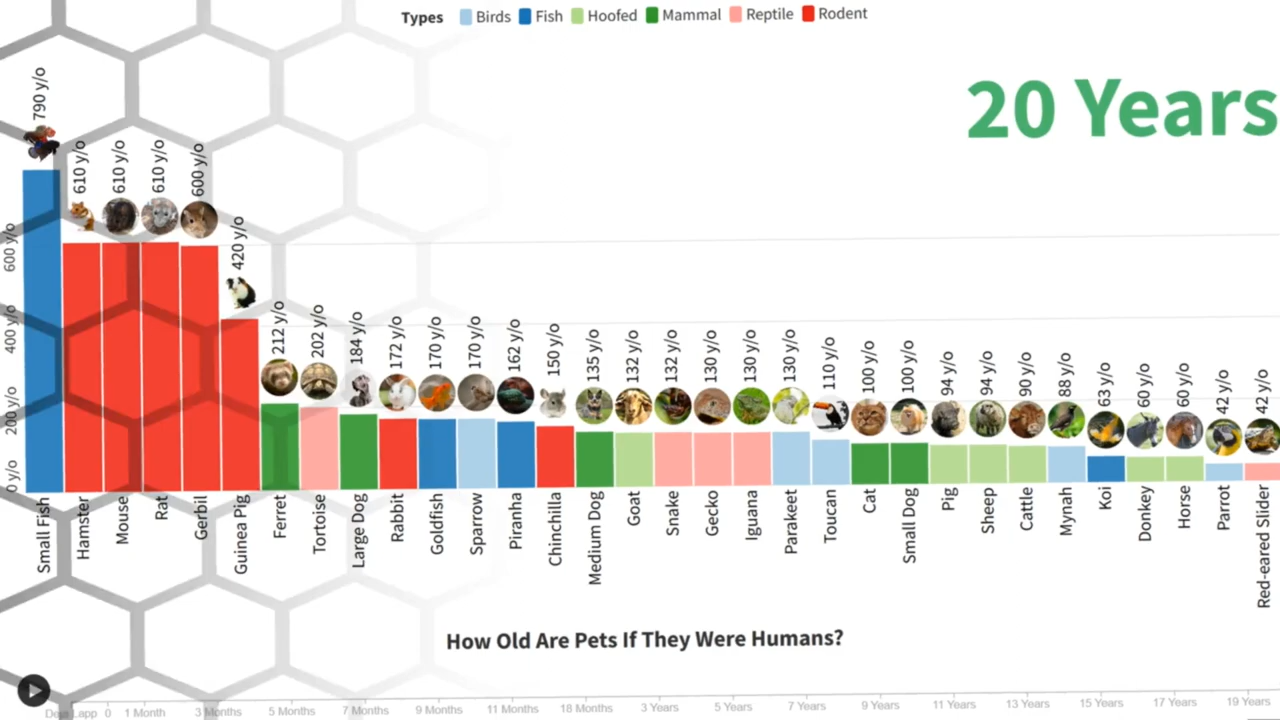 Types Birds Fish Hoofed Mammal Reptile Rodent
20 Years
790 y/o
610 y/o
610 y/o
610 y/o
600 y/o
420 y/o
212 y/o
202 y/o
184 y/o
172 y/o
170 y/o
170 y/o
162 y/o
150 y/o
135 y/o
132 y/o
132 y/o
130 y/o
130 y/o
130 y/o
110 y/o
100 y/o
100 y/o
94 y/o
94 y/o
90 y/o
88 y/o
63 y/o
60 y/o
60 y/o
42 y/o
42 y/o
600 y/o
400 y/o
200 y/o
0 y/o
Small Fish
Hamster
Mouse
Rat
Gerbil
Guinea Pig
Ferret
Tortoise
Large Dog
Rabbit
Goldfish
Sparrow
Piranha
Chinchilla
Medium Dog
Goat
Snake
Gecko
Iguana
Parakeet
Toucan
Cat
Small Dog
Pig
Sheep
Cattle
Mynah
Koi
Donkey
Horse
Parrot
Red-eared Slider
How Old Are Pets If They Were Humans?
0 1 Month 3 Months 5 Months 7 Months 9 Months 11 Months 18 Months 3 Years 5 Years 7 Years 9 Years 11 Years 13 Years 15 Years 17 Years 19 Years